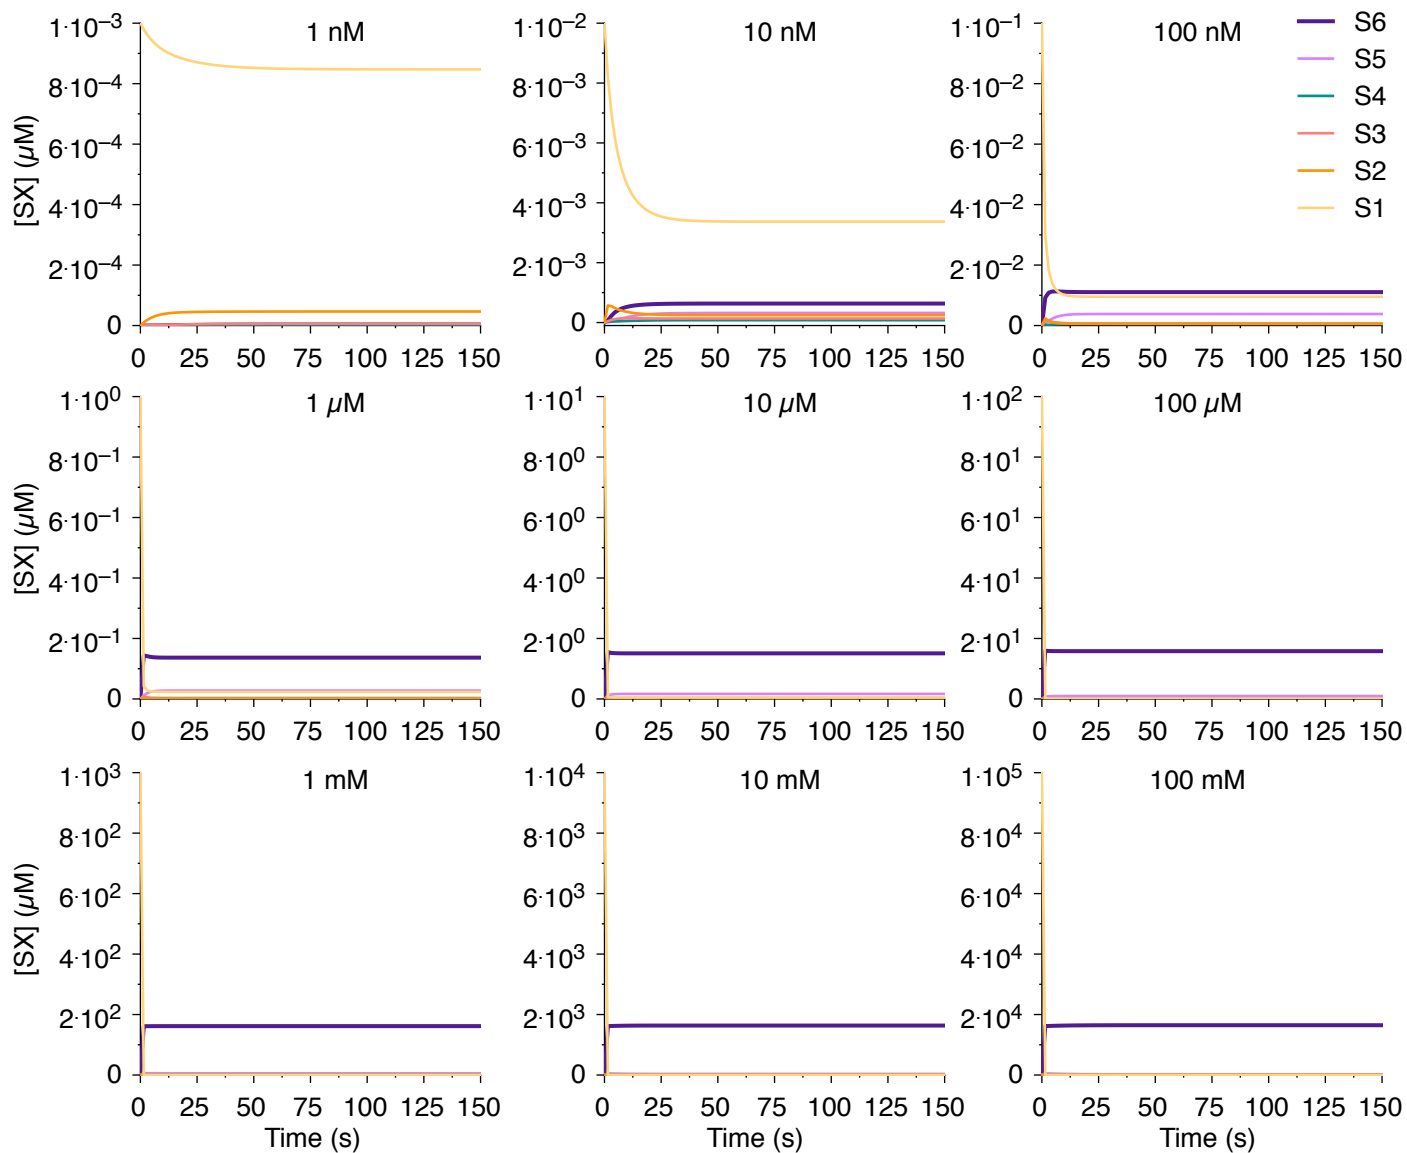 1 nM
1·10⁻³
8·10⁻⁴
6·10⁻⁴
4·10⁻⁴
2·10⁻⁴
0
[SX] (µM)
0 25 50 75 100 125 150
10 nM
1·10⁻²
8·10⁻³
6·10⁻³
4·10⁻³
2·10⁻³
0
0 25 50 75 100 125 150
100 nM
1·10⁻¹
8·10⁻²
6·10⁻²
4·10⁻²
2·10⁻²
0
0 25 50 75 100 125 150
S6
S5
S4
S3
S2
S1
1 µM
1·10⁰
8·10⁻¹
6·10⁻¹
4·10⁻¹
2·10⁻¹
0
[SX] (µM)
0 25 50 75 100 125 150
10 µM
1·10¹
8·10⁰
6·10⁰
4·10⁰
2·10⁰
0
0 25 50 75 100 125 150
100 µM
1·10²
8·10¹
6·10¹
4·10¹
2·10¹
0
0 25 50 75 100 125 150
1 mM
1·10³
8·10²
6·10²
4·10²
2·10²
0
[SX] (µM)
0 25 50 75 100 125 150
Time (s)
10 mM
1·10⁴
8·10³
6·10³
4·10³
2·10³
0
0 25 50 75 100 125 150
Time (s)
100 mM
1·10⁵
8·10⁴
6·10⁴
4·10⁴
2·10⁴
0
0 25 50 75 100 125 150
Time (s)